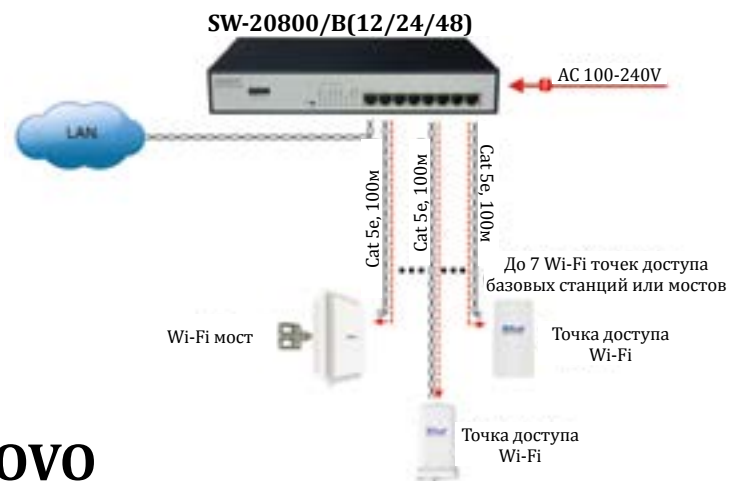 SW-20800/B(12/24/48)
AC 100-240V
LAN
Cat 5e, 100м
Cat 5e, 100м
Cat 5e, 100м
До 7 Wi-Fi точек доступа
базовых станций или мостов
Wi-Fi мост
Точка доступа
Wi-Fi
Точка доступа
Wi-Fi
OVO